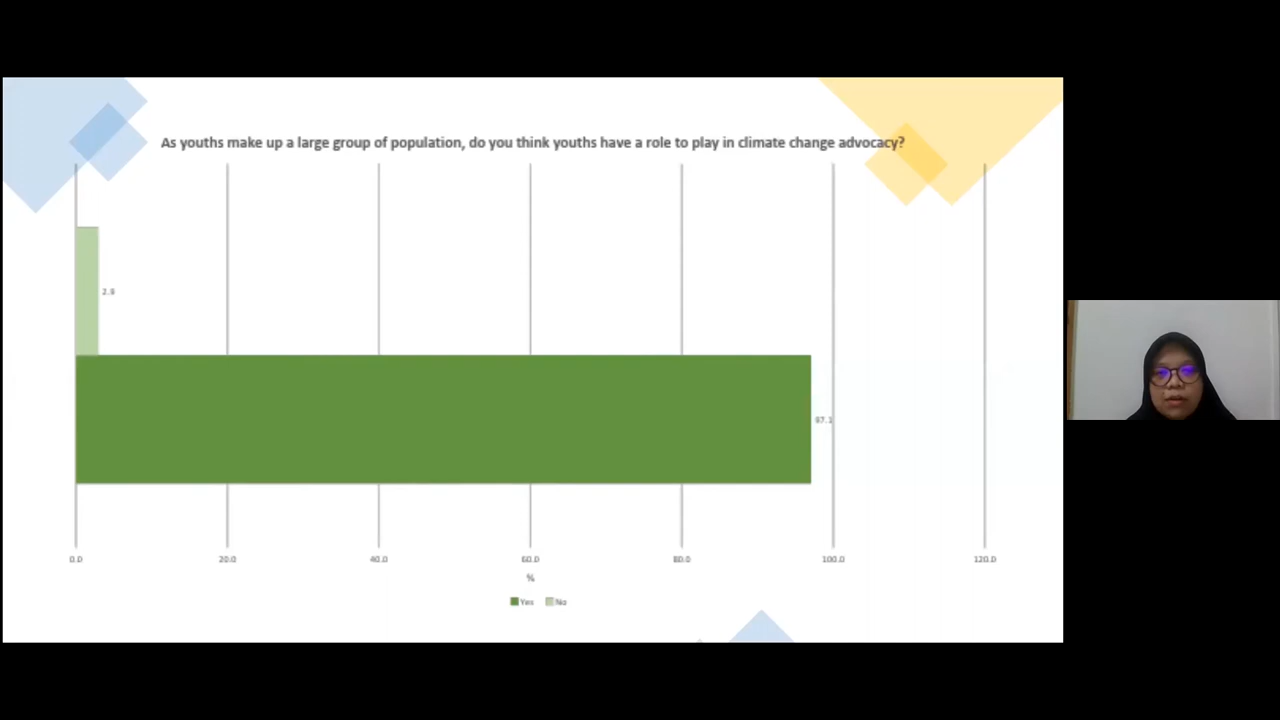 As youths make up a large group of population, do you think youths have a role to play in climate change advocacy?
2.9
97.1
0.0 20.0 40.0 60.0 80.0 100.0 120.0
%
Yes No